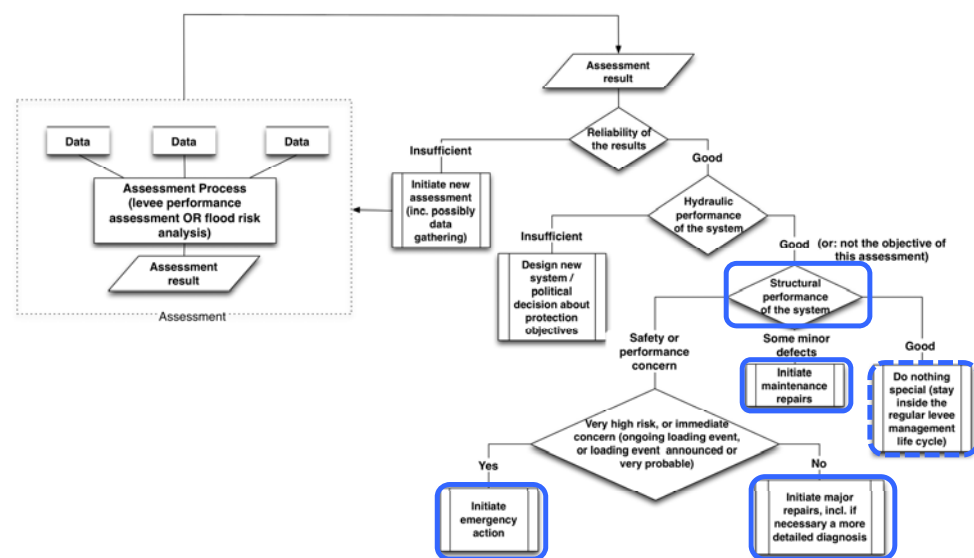 Assessment
result
Data
Data
Data
Reliability of
the results
Insufficient
Good
Assessment Process
(levee performance
assessment OR flood risk
analysis)
Initiate new
assessment
(inc. possibly
data
gathering)
Hydraulic
performance
of the system
Insufficient
Good
(or: not the objective of
this assessment)
Assessment
result
Assessment
Design new
system /
political
decision about
protection
objectives
Structural
performance
of the system
Safety or
performance
concern
Some minor
defects
Good
Initiate
maintenance
repairs
Do nothing
special (stay
inside the
regular levee
management
life cycle)
Very high risk, or immediate
concern (ongoing loading event,
or loading event announced or
very probable)
Yes
No
Initiate
emergency
action
Initiate major
repairs, incl. if
necessary a more
detailed diagnosis